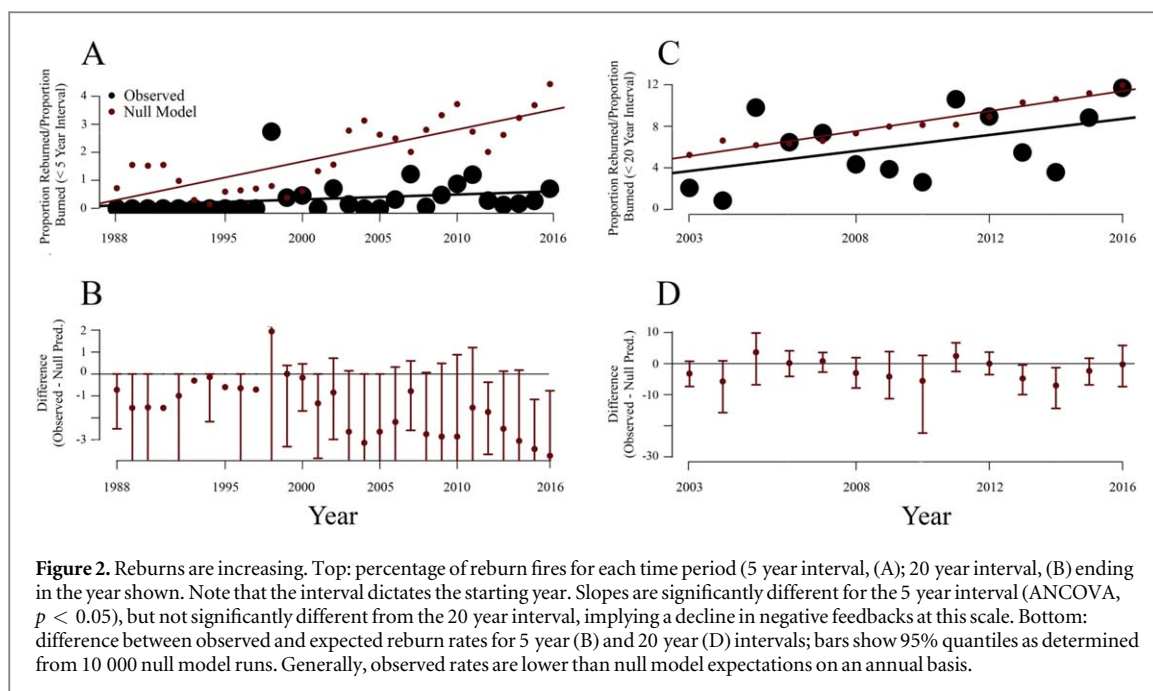 A
Proportion Reburned/Proportion
Burned (< 5 Year Interval)
4
3
2
1
0
Observed
Null Model
1988
1995
2000
2005
2010
2016
C
Proportion Reburned/Proportion
Burned (< 20 Year Interval)
12
8
4
0
2003
2008
2012
2016
B
Difference
(Observed - Null Pred.)
2
1
0
-1
-3
1988
1995
2000
2005
2010
2016
Year
D
Difference
(Observed - Null Pred.)
10
0
-10
-30
2003
2008
2012
2016
Year
Figure 2. Reburns are increasing. Top: percentage of reburn fires for each time period (5 year interval, (A); 20 year interval, (B) ending
in the year shown. Note that the interval dictates the starting year. Slopes are significantly different for the 5 year interval (ANCOVA,
p < 0.05), but not significantly different from the 20 year interval, implying a decline in negative feedbacks at this scale. Bottom:
difference between observed and expected reburn rates for 5 year (B) and 20 year (D) intervals; bars show 95% quantiles as determined
from 10 000 null model runs. Generally, observed rates are lower than null model expectations on an annual basis.